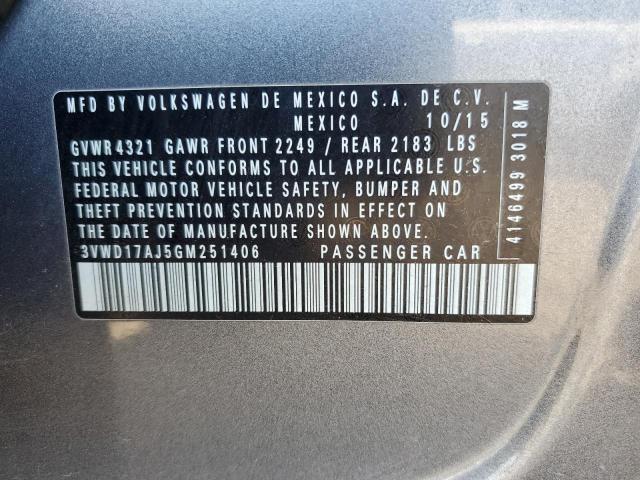 MFD BY VOLKSWAGEN DE MEXICO S.A. DE C.V.
MEXICO 10/15
GVWR 4321 GAWR FRONT 2249 / REAR 2183 LBS
THIS VEHICLE CONFORMS TO ALL APPLICABLE U.S.
FEDERAL MOTOR VEHICLE SAFETY, BUMPER AND
THEFT PREVENTION STANDARDS IN EFFECT ON
THE DATE OF MANUFACTURE SHOWN ABOVE.
3VWD17AJ5GM251406 PASSENGER CAR
4146499 3018 M